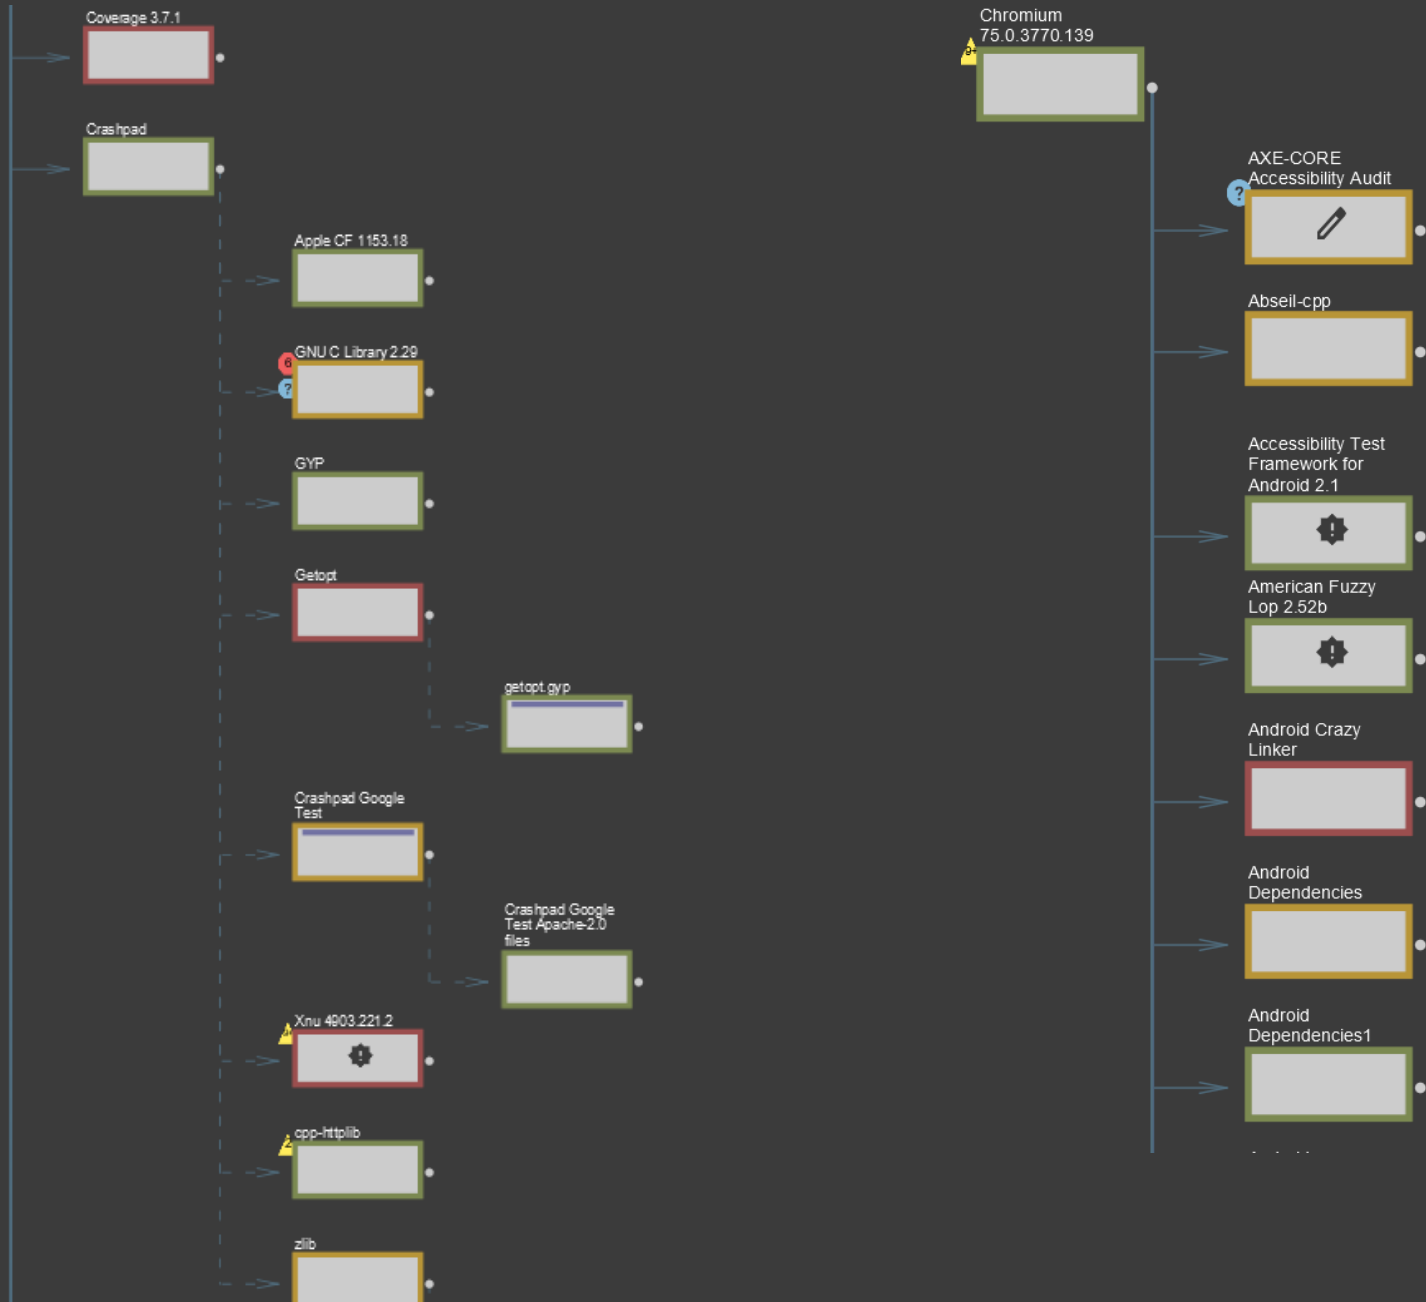 Coverage 3.7.1
Crashpad
Apple CF 1153.18
6
GNU C Library 2.29
?
GYP
Getopt
getopt.gyp
Crashpad Google
Test
Crashpad Google
Test Apache-2.0
files
Xnu 4903.221.2
!
cpp-httplib
zlib
Chromium
75.0.3770.139
9+
AXE-CORE
Accessibility Audit
?
Abseil-cpp
Accessibility Test
Framework for
Android 2.1
!
American Fuzzy
Lop 2.52b
!
Android Crazy
Linker
Android
Dependencies
Android
Dependencies1